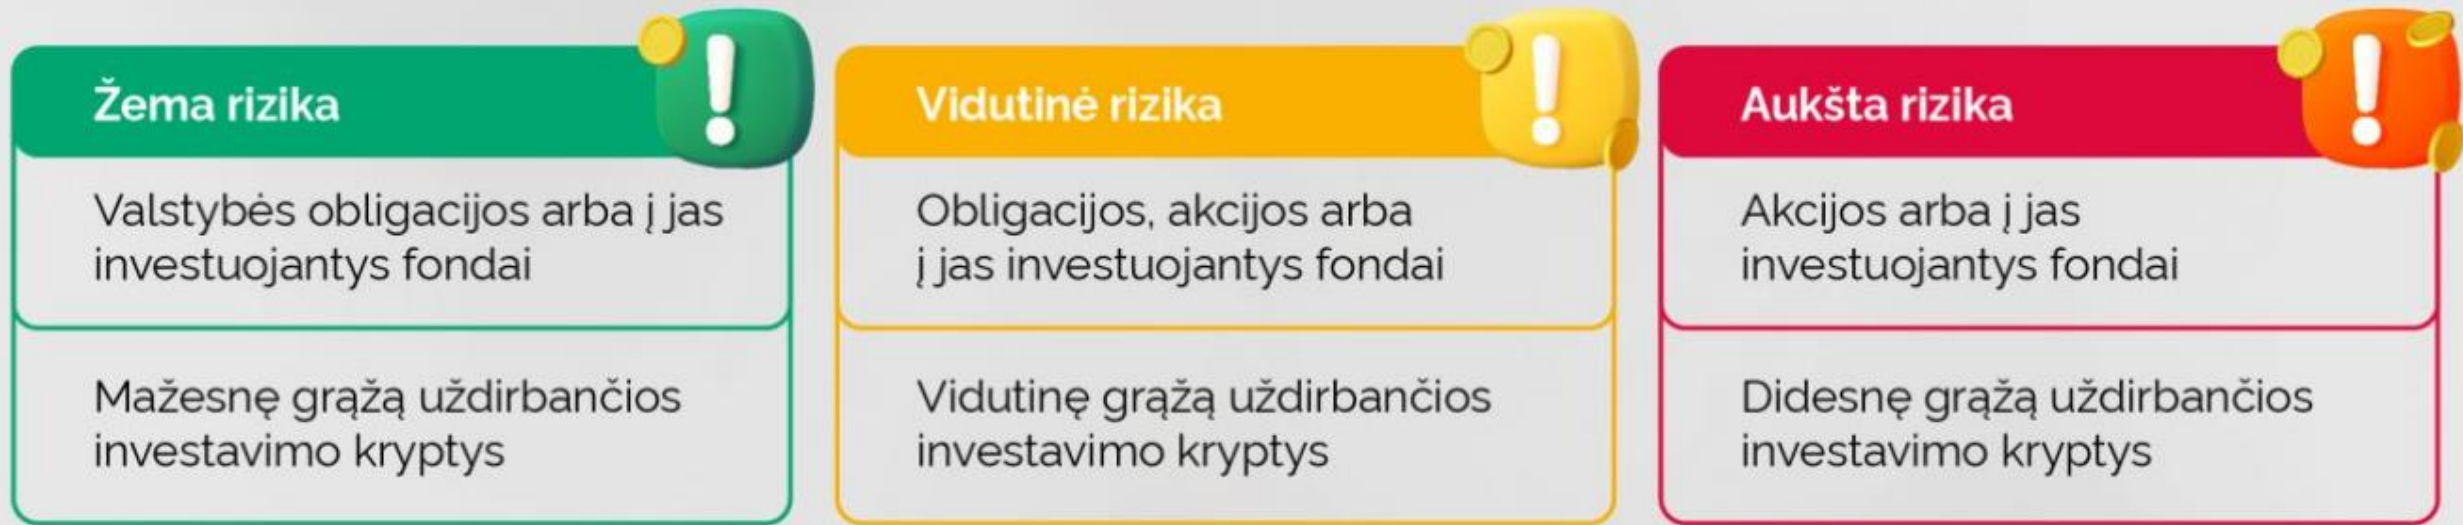 Žema rizika
Valstybės obligacijos arba į jas
investuojantys fondai
Mažesnę grąžą uždirbančios
investavimo kryptys
Vidutinė rizika
Obligacijos, akcijos arba
į jas investuojantys fondai
Vidutinę grąžą uždirbančios
investavimo kryptys
Aukšta rizika
Akcijos arba į jas
investuojantys fondai
Didesnę grąžą uždirbančios
investavimo kryptys